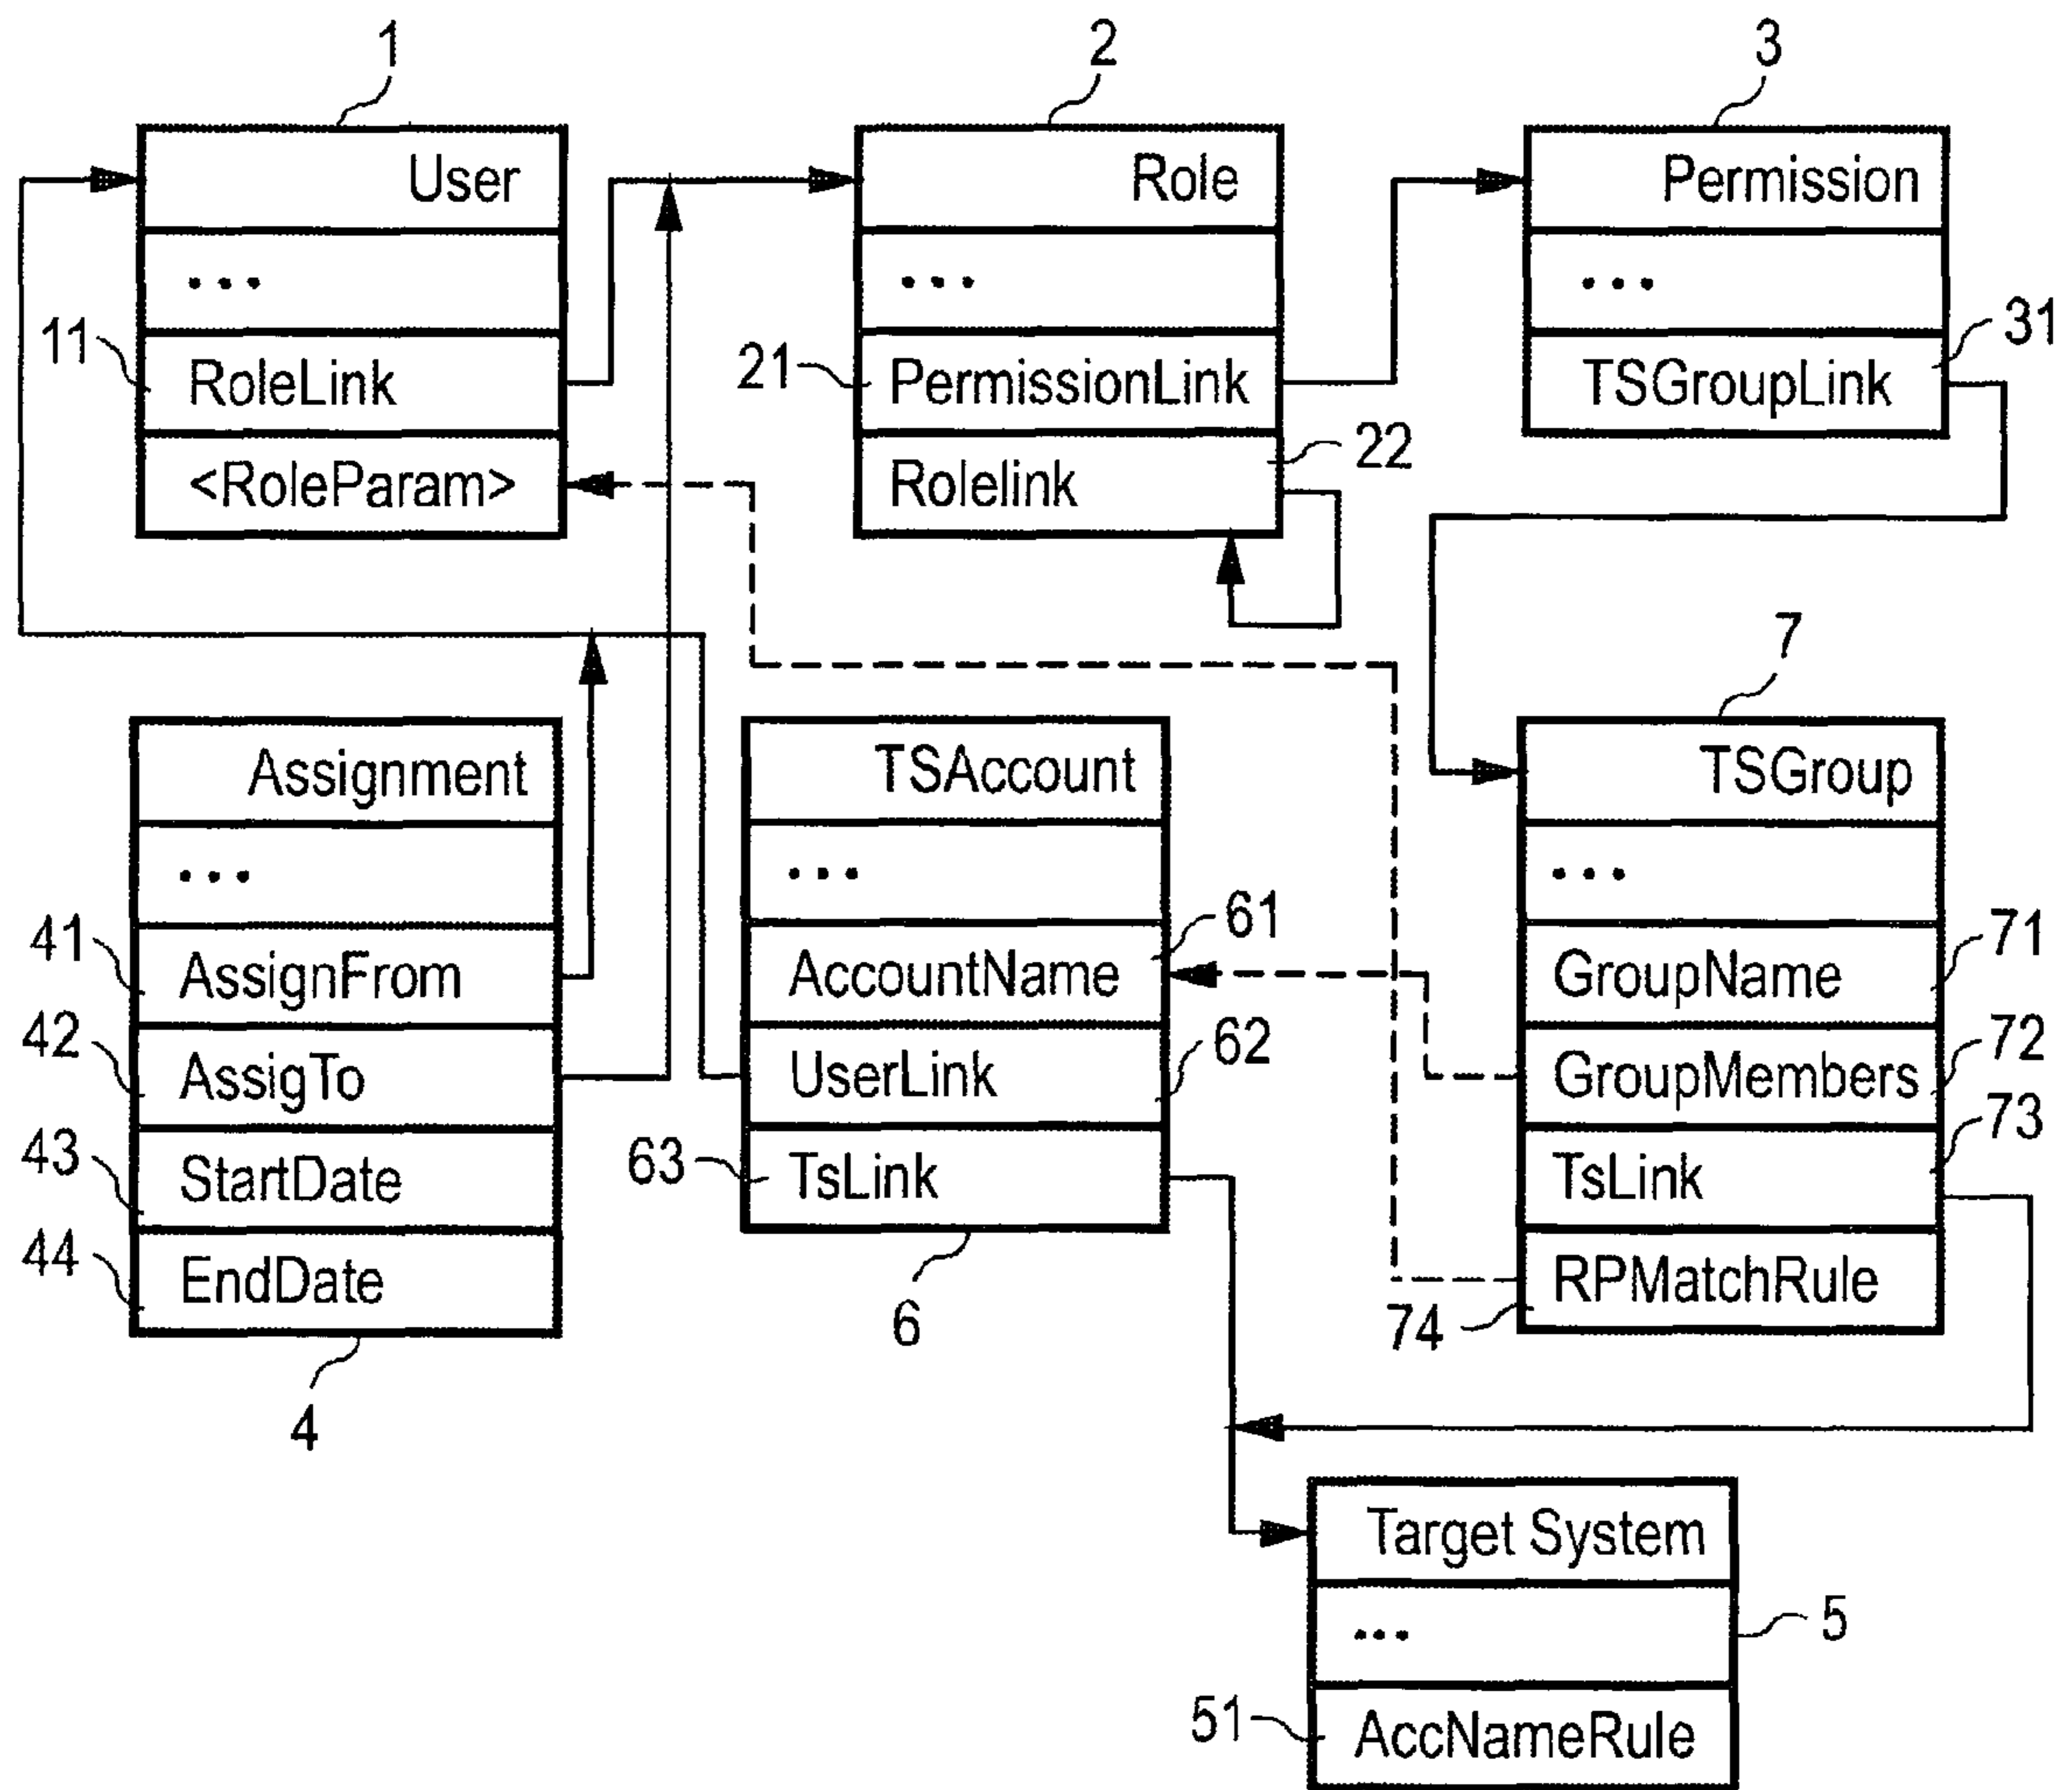 1
User
...
11
RoleLink
<RoleParam>
2
Role
...
21
PermissionLink
22
Rolelink
3
Permission
...
31
TSGroupLink
Assignment
...
41
AssignFrom
42
AssigTo
43
StartDate
44
EndDate
4
TSAccount
...
61
AccountName
62
UserLink
63
TsLink
6
7
TSGroup
...
71
GroupName
72
GroupMembers
73
TsLink
RPMatchRule
74
Target System
...
5
51
AccNameRule